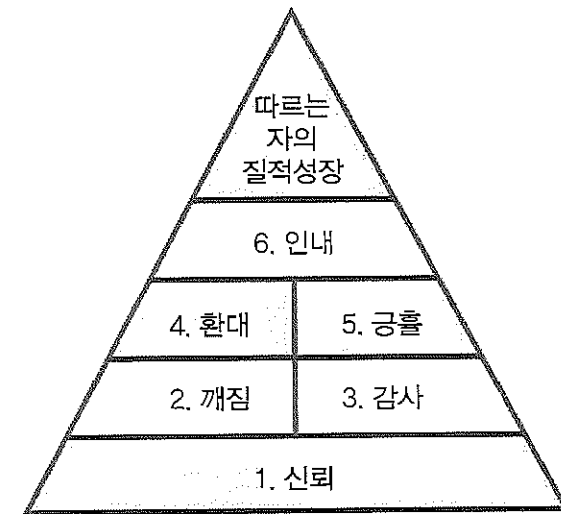 따르는
자의
질적성장
6. 인내
4. 환대 5. 긍휼
2. 깨짐 3. 감사
1. 신뢰